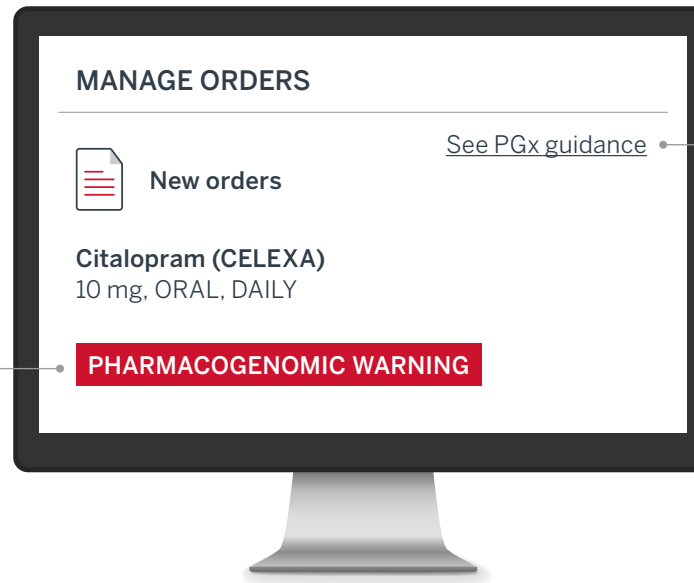 MANAGE ORDERS
See PGx guidance
New orders
Citalopram (CELEXA)
10 mg, ORAL, DAILY
PHARMACOGENOMIC WARNING